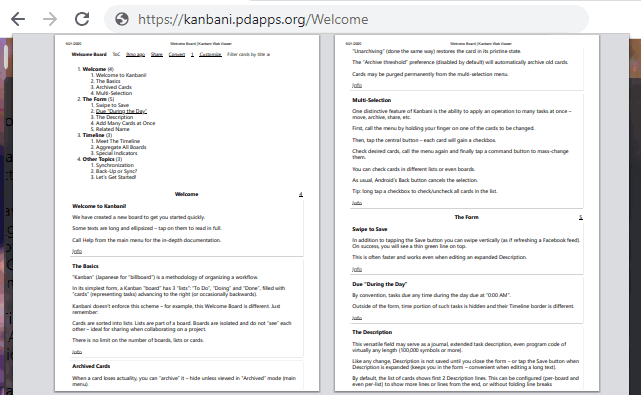 https://kanbani.pdapps.org/Welcome
Welcome Board | Kanbani Web Viewer
Welcome Board ToC 9mo ago Share Convert 1 Customize Filter cards by title and
1. Welcome (4)
1. Welcome to Kanbani!
2. The Basics
3. Archived Cards
4. Multi-Selection
2. The Form (5)
1. Swipe to Save
2. Due "During the Day"
3. The Description
4. Add Many Cards at Once
5. Related Name
3. Timeline (3)
1. Meet The Timeline
2. Aggregate All Boards
3. Special Indicators
4. Other Topics (3)
1. Synchronization
2. Back-Up or Sync?
3. Let's Get Started!
Welcome 4
Welcome to Kanbani!
We have created a new board to get you started quickly.
Some texts are long and ellipsized – tap on them to read in full.
Call Help from the main menu for the in-depth documentation.
Info
The Basics
"Kanban" (Japanese for "billboard") is a methodology of organizing a workflow.
In its simplest form, a Kanban "board" has 3 "lists": "To Do", "Doing" and "Done", filled with
"cards" (representing tasks) advancing to the right (or occasionally backwards).
Kanbani doesn't enforce this scheme – for example, this Welcome Board is different. Just
remember:
Cards are sorted into lists. Lists are part of a board. Boards are isolated and do not "see" each
other – ideal for sharing when collaborating on a project.
There is no limit on the number of boards, lists or cards.
Info
Archived Cards
When a card loses actuality, you can "archive" it – hide unless viewed in "Archived" mode (main
menu).
Welcome Board | Kanbani Web Viewer
"Unarchiving" (done the same way) restores the card in its pristine state.
The "Archive threshold" preference (disabled by default) will automatically archive old cards.
Cards may be purged permanently from the multi-selection menu.
Info
Multi-Selection
One distinctive feature of Kanbani is the ability to apply an operation to many tasks at once –
move, archive, share, etc.
First, call the menu by holding your finger on one of the cards to be changed.
Then, tap the central button – each card will gain a checkbox.
Check desired cards, call the menu again and finally tap a command button to mass-change
them.
You can check cards in different lists or even boards.
As usual, Android's Back button cancels the selection.
Tip: long tap a checkbox to check/uncheck all cards in the list.
Info
The Form 5
Swipe to Save
In addition to tapping the Save button you can swipe vertically (as if refreshing a Facebook feed).
On success, you will see a thin green line on top.
This is often faster and works even when editing an expanded Description.
Info
Due "During the Day"
By convention, tasks due any time during the day due at "0:00 AM".
Outside of the form, time portion of such tasks is hidden and their Timeline border is different.
Info
The Description
This versatile field may serve as a journal, extended task description, even program code of
virtually any length (100,000 symbols or more).
Like any change, Description is not saved until you close the form – or tap the Save button when
Description is expanded (keeps you in the form – convenient when editing a long text).
By default, the list of cards shows first 2 Description lines. This can be configured (per-board and
even per-list) to show more lines or lines from the end, or without folding line breaks